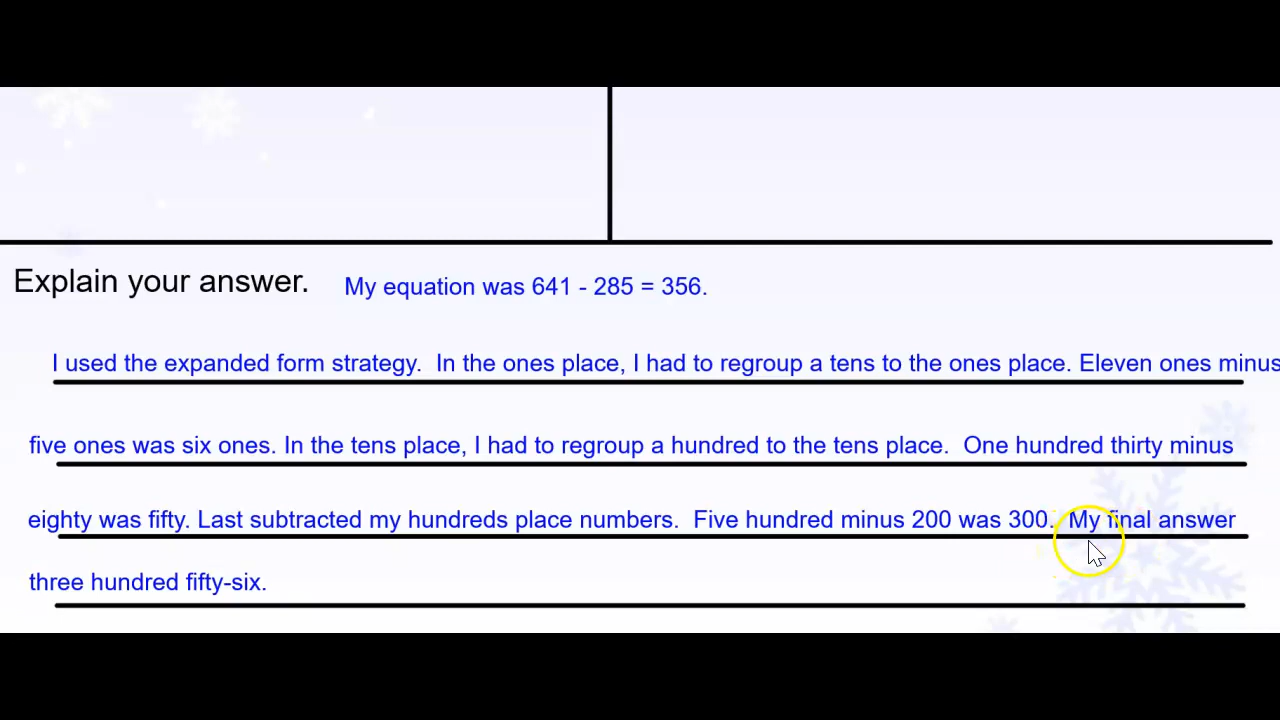 Explain your answer. My equation was 641 - 285 = 356.
I used the expanded form strategy. In the ones place, I had to regroup a tens to the ones place. Eleven ones minus
five ones was six ones. In the tens place, I had to regroup a hundred to the tens place. One hundred thirty minus
eighty was fifty. Last subtracted my hundreds place numbers. Five hundred minus 200 was 300. My final answer
three hundred fifty-six.